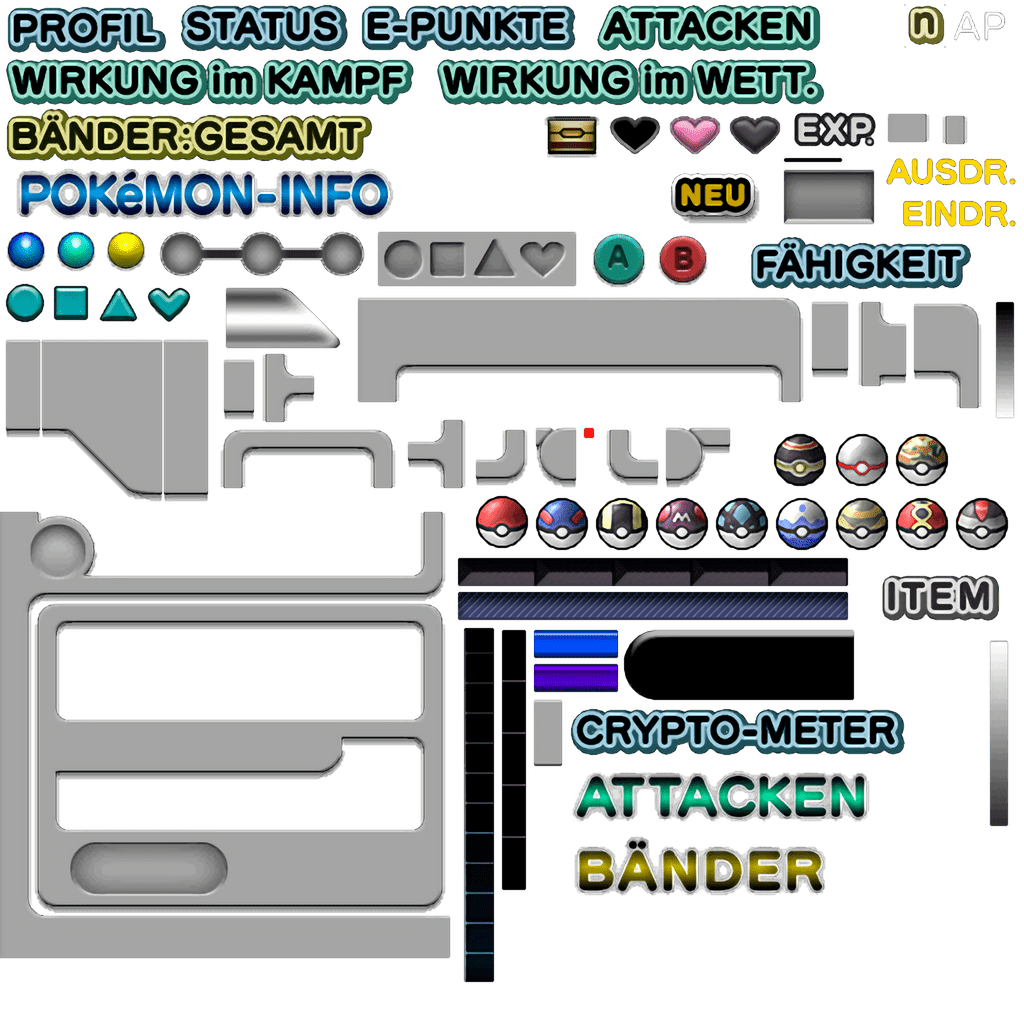 PROFIL STATUS E-PUNKTE ATTACKEN n AP
WIRKUNG im KAMPF WIRKUNG im WETT.
BÄNDER:GESAMT EXP.
AUSDR.
POKéMON-INFO NEU
EINDR.
A B FÄHIGKEIT
M
ITEM
CRYPTO-METER
ATTACKEN
BÄNDER